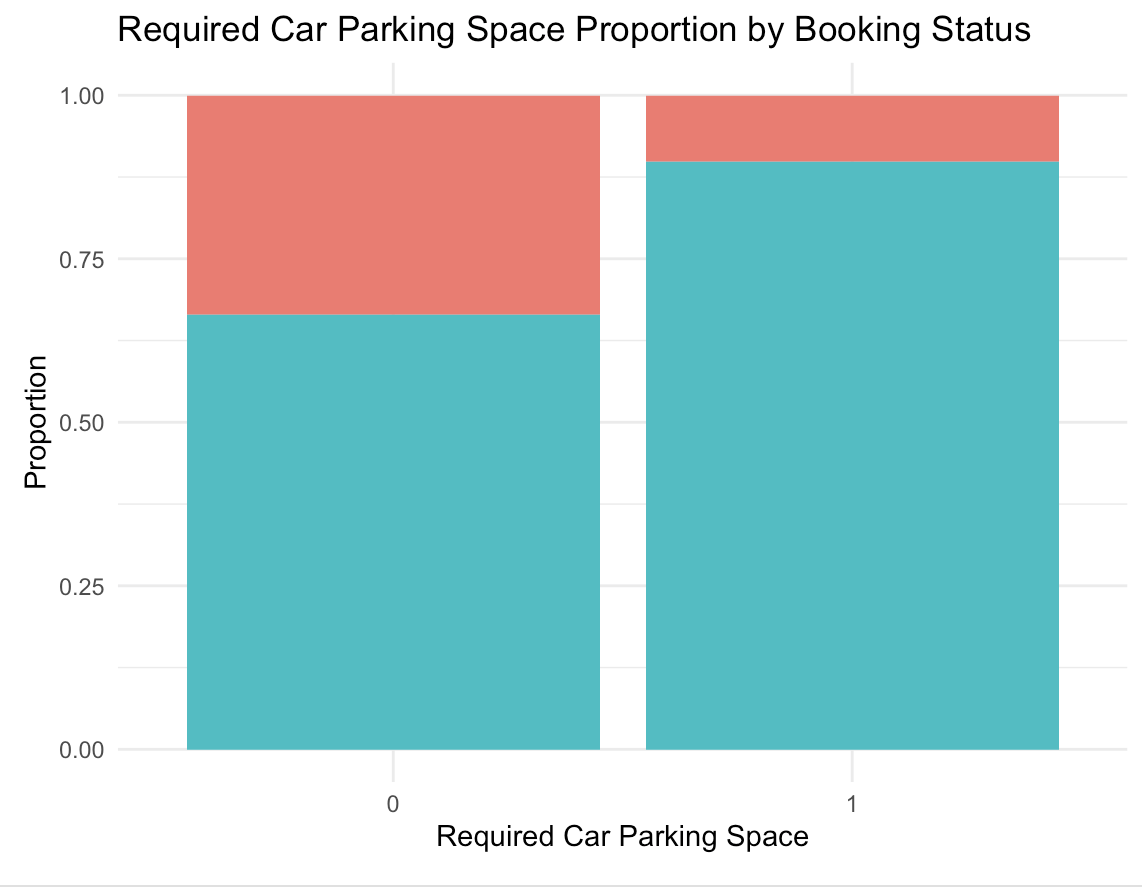 Required Car Parking Space Proportion by Booking Status
1.00
0.75
0.50
0.25
0.00
Proportion
0
1
Required Car Parking Space